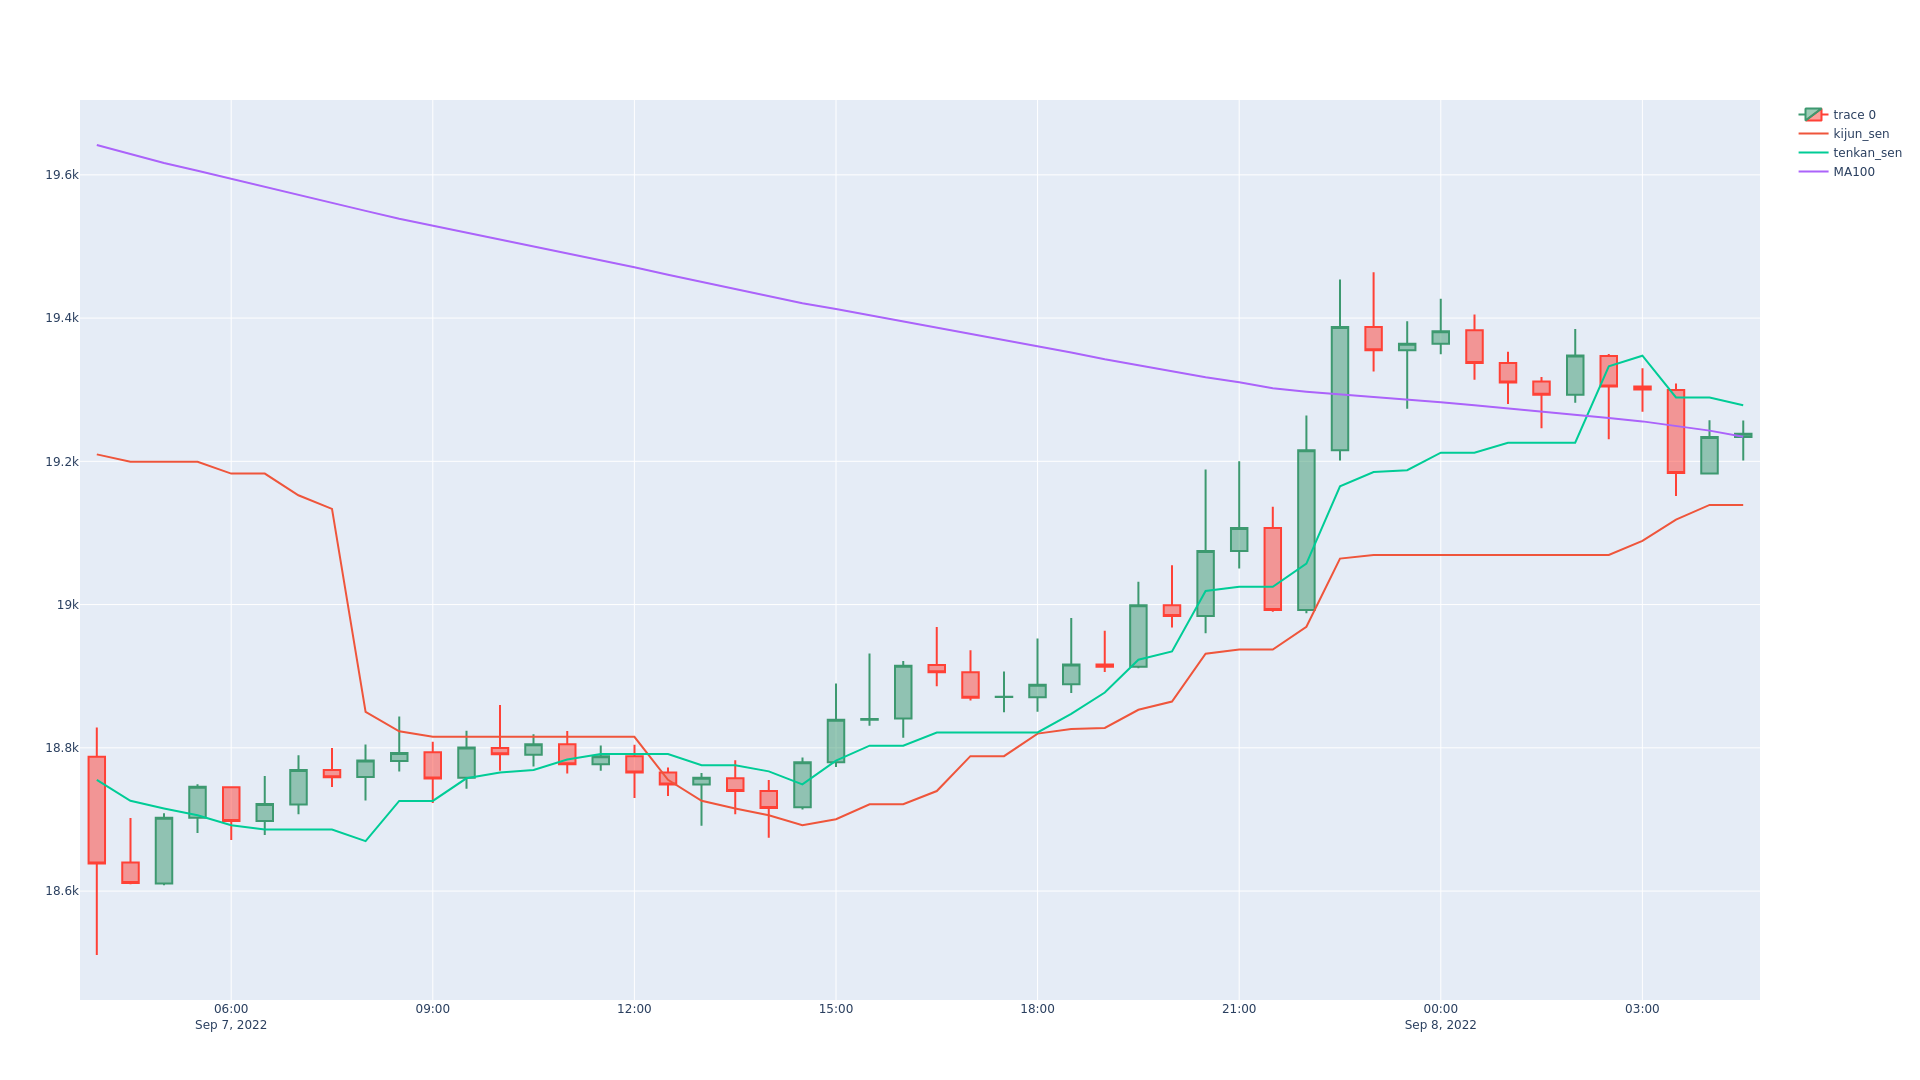 trace 0
kijun_sen
tenkan_sen
MA100
19.6k
19.4k
19.2k
19k
18.8k
18.6k
06:00 09:00 12:00 15:00 18:00 21:00 00:00 03:00
Sep 7, 2022 Sep 8, 2022